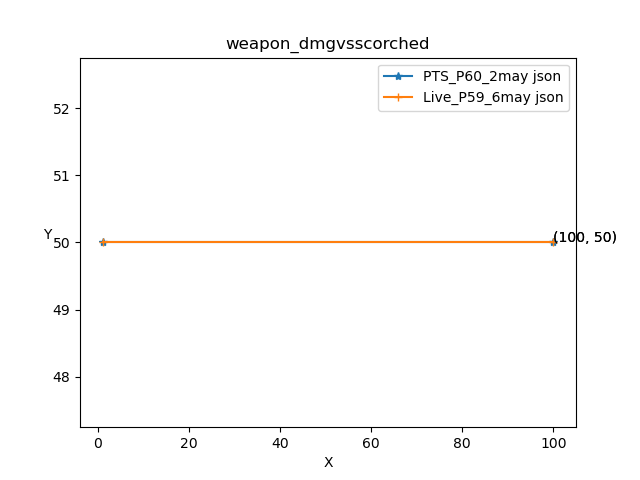 weapon_dmgvsscorched
PTS_P60_2may json
Live_P59_6may json
52
51
Y
50
(100, 50)
49
48
0 20 40 60 80 100
X